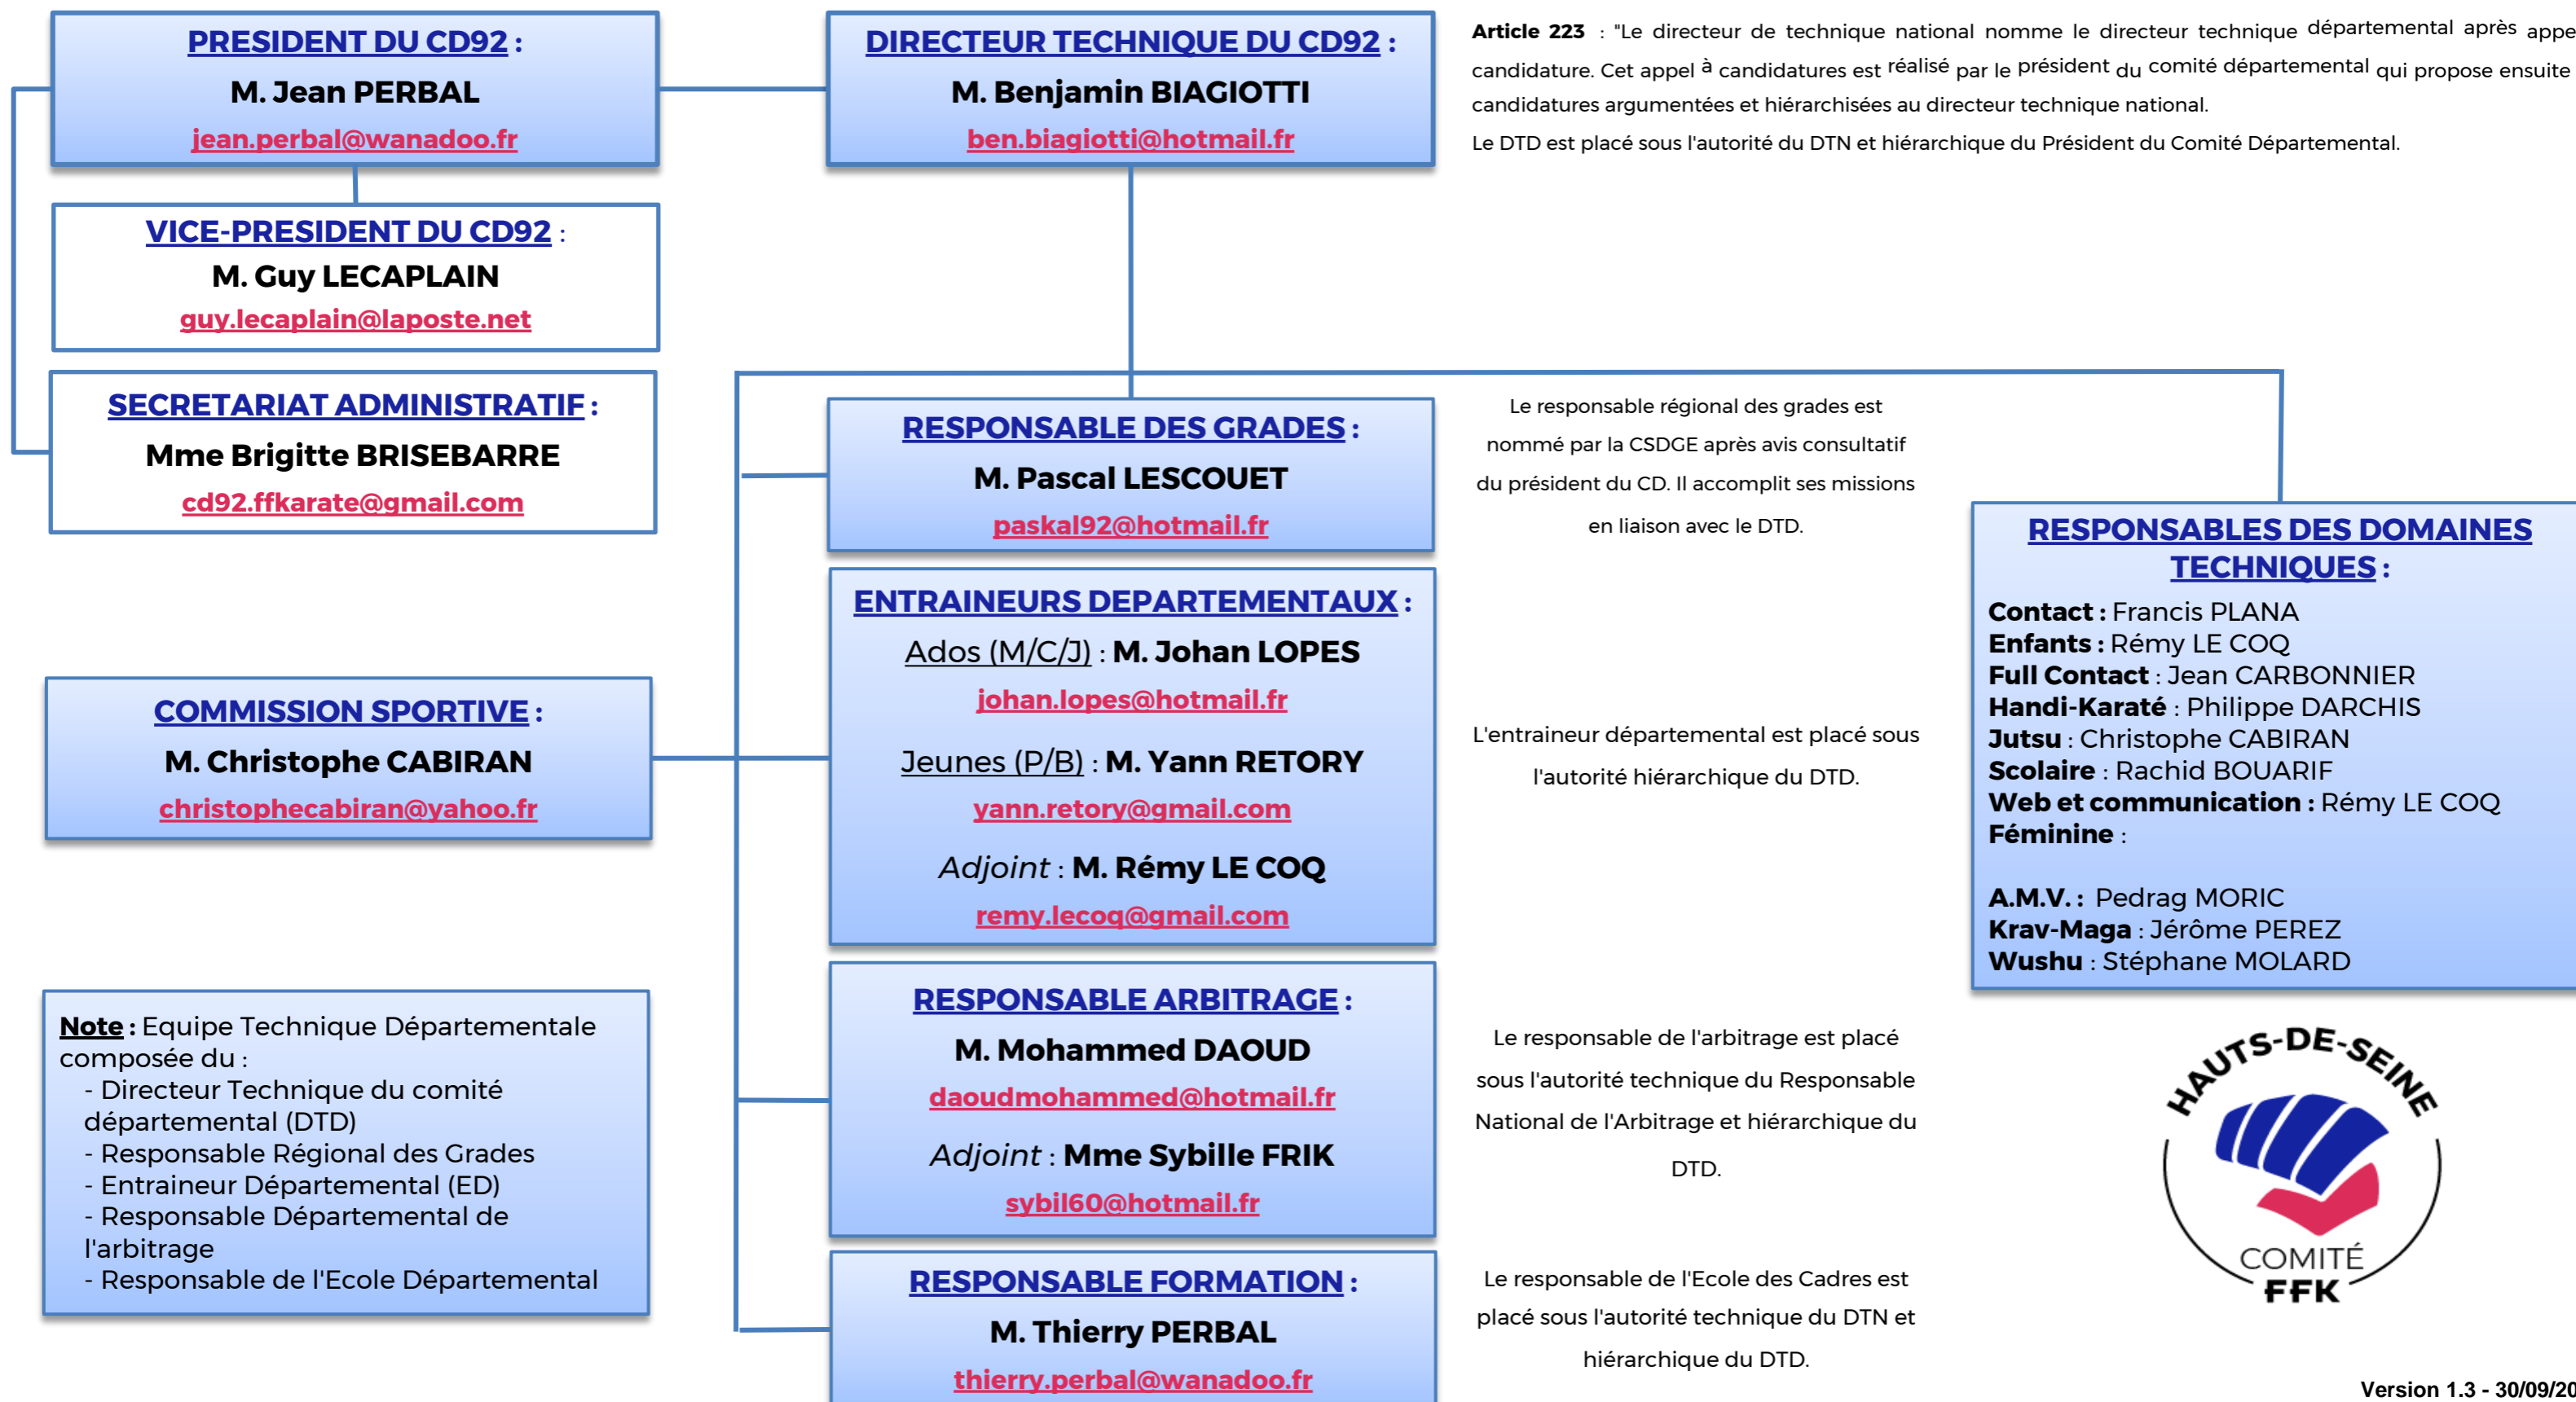 PRESIDENT DU CD92 :
M. Jean PERBAL
jean.perbal@wanadoo.fr
DIRECTEUR TECHNIQUE DU CD92 :
M. Benjamin BIAGIOTTI
ben.biagiotti@hotmail.fr
Article 223 : "Le directeur de technique national nomme le directeur technique départemental après appe
candidature. Cet appel à candidatures est réalisé par le président du comité départemental qui propose ensuite
candidatures argumentées et hiérarchisées au directeur technique national.
Le DTD est placé sous l'autorité du DTN et hiérarchique du Président du Comité Départemental.
VICE-PRESIDENT DU CD92 :
M. Guy LECAPLAIN
guy.lecaplain@laposte.net
SECRETARIAT ADMINISTRATIF :
Mme Brigitte BRISEBARRE
cd92.ffkarate@gmail.com
RESPONSABLE DES GRADES :
M. Pascal LESCOUET
paskal92@hotmail.fr
Le responsable régional des grades est
nommé par la CSDGE après avis consultatif
du président du CD. Il accomplit ses missions
en liaison avec le DTD.
COMMISSION SPORTIVE :
M. Christophe CABIRAN
christophecabiran@yahoo.fr
ENTRAINEURS DEPARTEMENTAUX :
Ados (M/C/J) : M. Johan LOPES
johan.lopes@hotmail.fr
Jeunes (P/B) : M. Yann RETORY
yann.retory@gmail.com
Adjoint : M. Rémy LE COQ
remy.lecoq@gmail.com
L'entraineur départemental est placé sous
l'autorité hiérarchique du DTD.
RESPONSABLES DES DOMAINES
TECHNIQUES :
Contact : Francis PLANA
Enfants : Rémy LE COQ
Full Contact : Jean CARBONNIER
Handi-Karaté : Philippe DARCHIS
Jutsu : Christophe CABIRAN
Scolaire : Rachid BOUARIF
Web et communication : Rémy LE COQ
Féminine :
A.M.V. : Pedrag MORIC
Krav-Maga : Jérôme PEREZ
Wushu : Stéphane MOLARD
Note : Equipe Technique Départementale
composée du :
- Directeur Technique du comité
départemental (DTD)
- Responsable Régional des Grades
- Entraineur Départemental (ED)
- Responsable Départemental de
l'arbitrage
- Responsable de l'Ecole Départemental
RESPONSABLE ARBITRAGE :
M. Mohammed DAOUD
daoudmohammed@hotmail.fr
Adjoint : Mme Sybille FRIK
sybil60@hotmail.fr
Le responsable de l'arbitrage est placé
sous l'autorité technique du Responsable
National de l'Arbitrage et hiérarchique du
DTD.
RESPONSABLE FORMATION :
M. Thierry PERBAL
thierry.perbal@wanadoo.fr
Le responsable de l'Ecole des Cadres est
placé sous l'autorité technique du DTN et
hiérarchique du DTD.
HAUTS-DE-SEINE
COMITÉ
FFK
Version 1.3 - 30/09/20